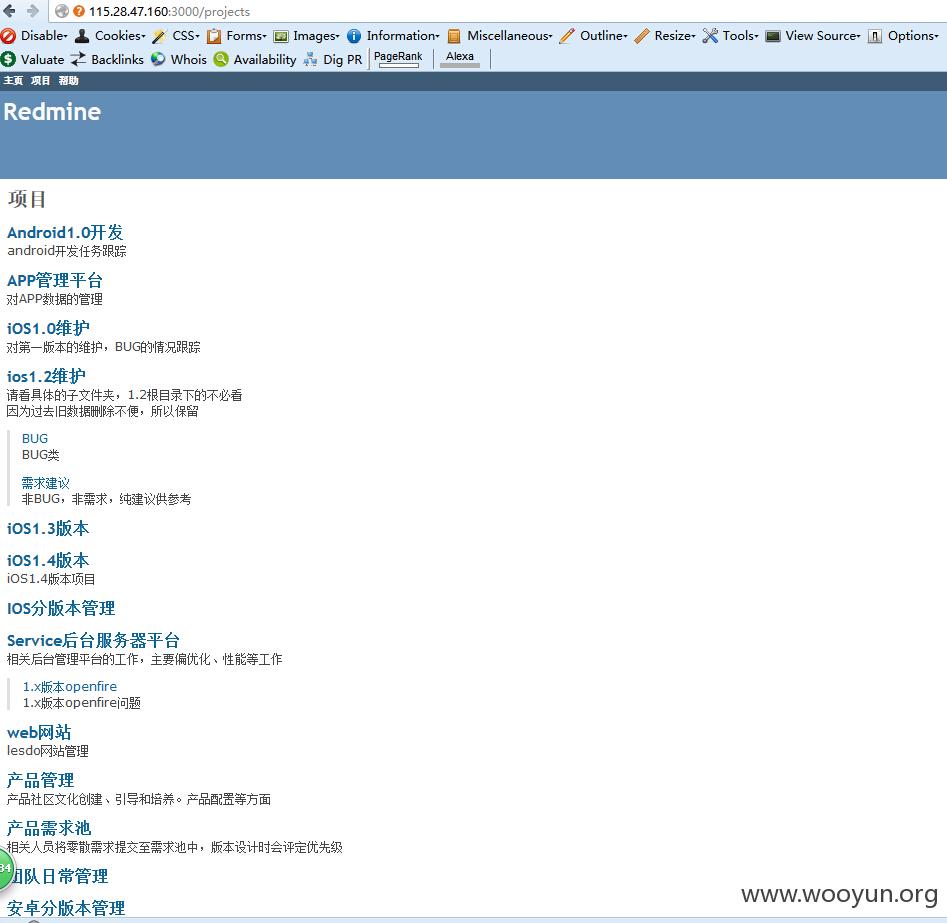 115.28.47.160:3000/projects
Disable Cookies CSS Forms Images Information Miscellaneous Outline Resize Tools View Source Options
Valuate Backlinks Whois Availability Dig PR PageRank Alexa
主页 项目 帮助
Redmine
项目
Android1.0开发
android开发任务跟踪
APP管理平台
对APP数据的管理
iOS1.0维护
对第一版本的维护，BUG的情况跟踪
ios1.2维护
请看具体的子文件夹，1.2根目录下的不必看
因为过去旧数据删除不便，所以保留
BUG
BUG类
需求建议
非BUG，非需求，纯建议供参考
iOS1.3版本
iOS1.4版本
iOS1.4版本项目
IOS分版本管理
Service后台服务器平台
相关后台管理平台的工作，主要偏优化、性能等工作
1.x版本openfire
1.x版本openfire问题
web网站
lesdo网站管理
产品管理
产品社区文化创建、引导和培养。产品配置等方面
产品需求池
相关人员将零散需求提交至需求池中，版本设计时会评定优先级
34
团队日常管理
安卓分版本管理
www.wooyun.org